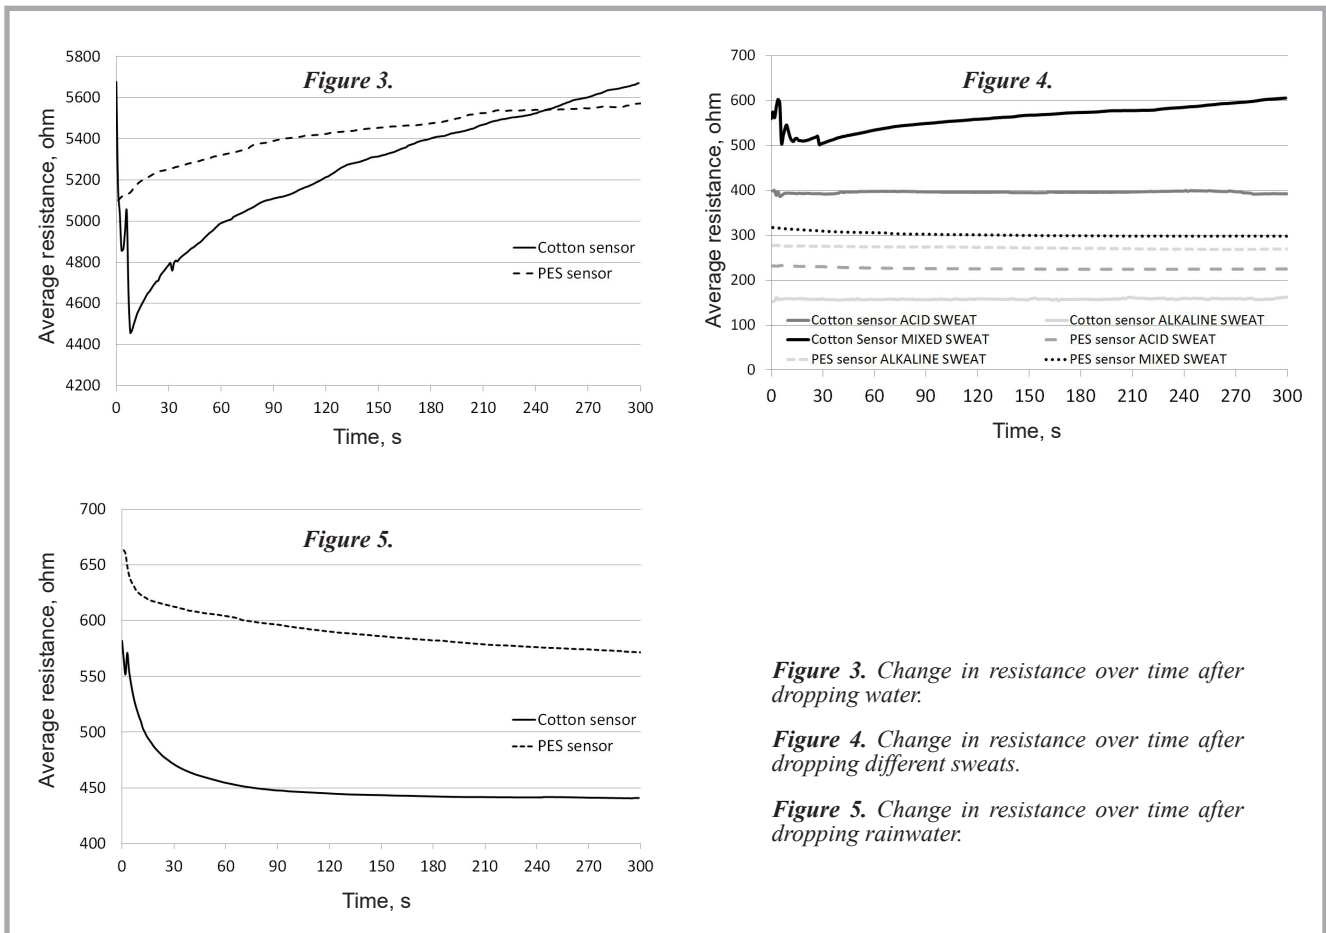 Figure 3.
Average resistance, ohm
5800
5600
5400
5200
5000
4800
4600
4400
4200
0 30 60 90 120 150 180 210 240 270 300
Time, s
Cotton sensor
PES sensor
Figure 4.
Average resistance, ohm
700
600
500
400
300
200
100
0
Cotton sensor ACID SWEAT Cotton sensor ALKALINE SWEAT
Cotton Sensor MIXED SWEAT PES sensor ACID SWEAT
PES sensor ALKALINE SWEAT PES sensor MIXED SWEAT
0 30 60 90 120 150 180 210 240 270 300
Time, s
Figure 5.
Average resistance, ohm
700
650
600
550
500
450
400
Cotton sensor
PES sensor
0 30 60 90 120 150 180 210 240 270 300
Time, s
Figure 3. Change in resistance over time after
dropping water.
Figure 4. Change in resistance over time after
dropping different sweats.
Figure 5. Change in resistance over time after
dropping rainwater.